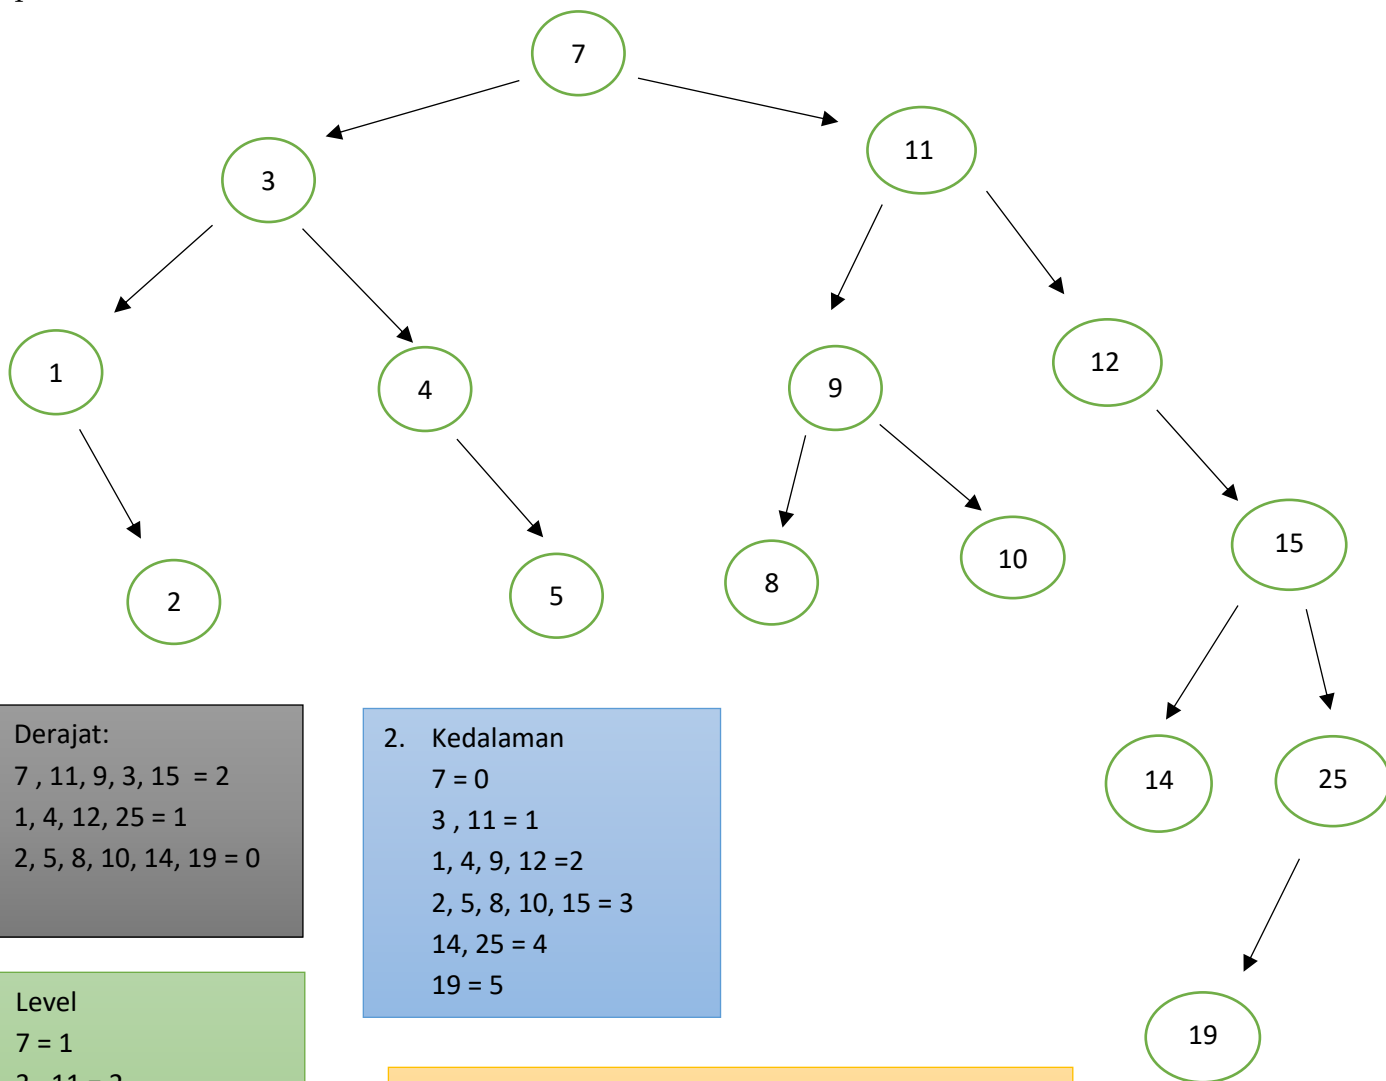 7
11
3
1
4
9
12
2
5
8
10
15
14
25
19
Derajat:
7 , 11, 9, 3, 15 = 2
1, 4, 12, 25 = 1
2, 5, 8, 10, 14, 19 = 0
2. Kedalaman
7 = 0
3 , 11 = 1
1, 4, 9, 12 =2
2, 5, 8, 10, 15 = 3
14, 25 = 4
19 = 5
Level
7 = 1